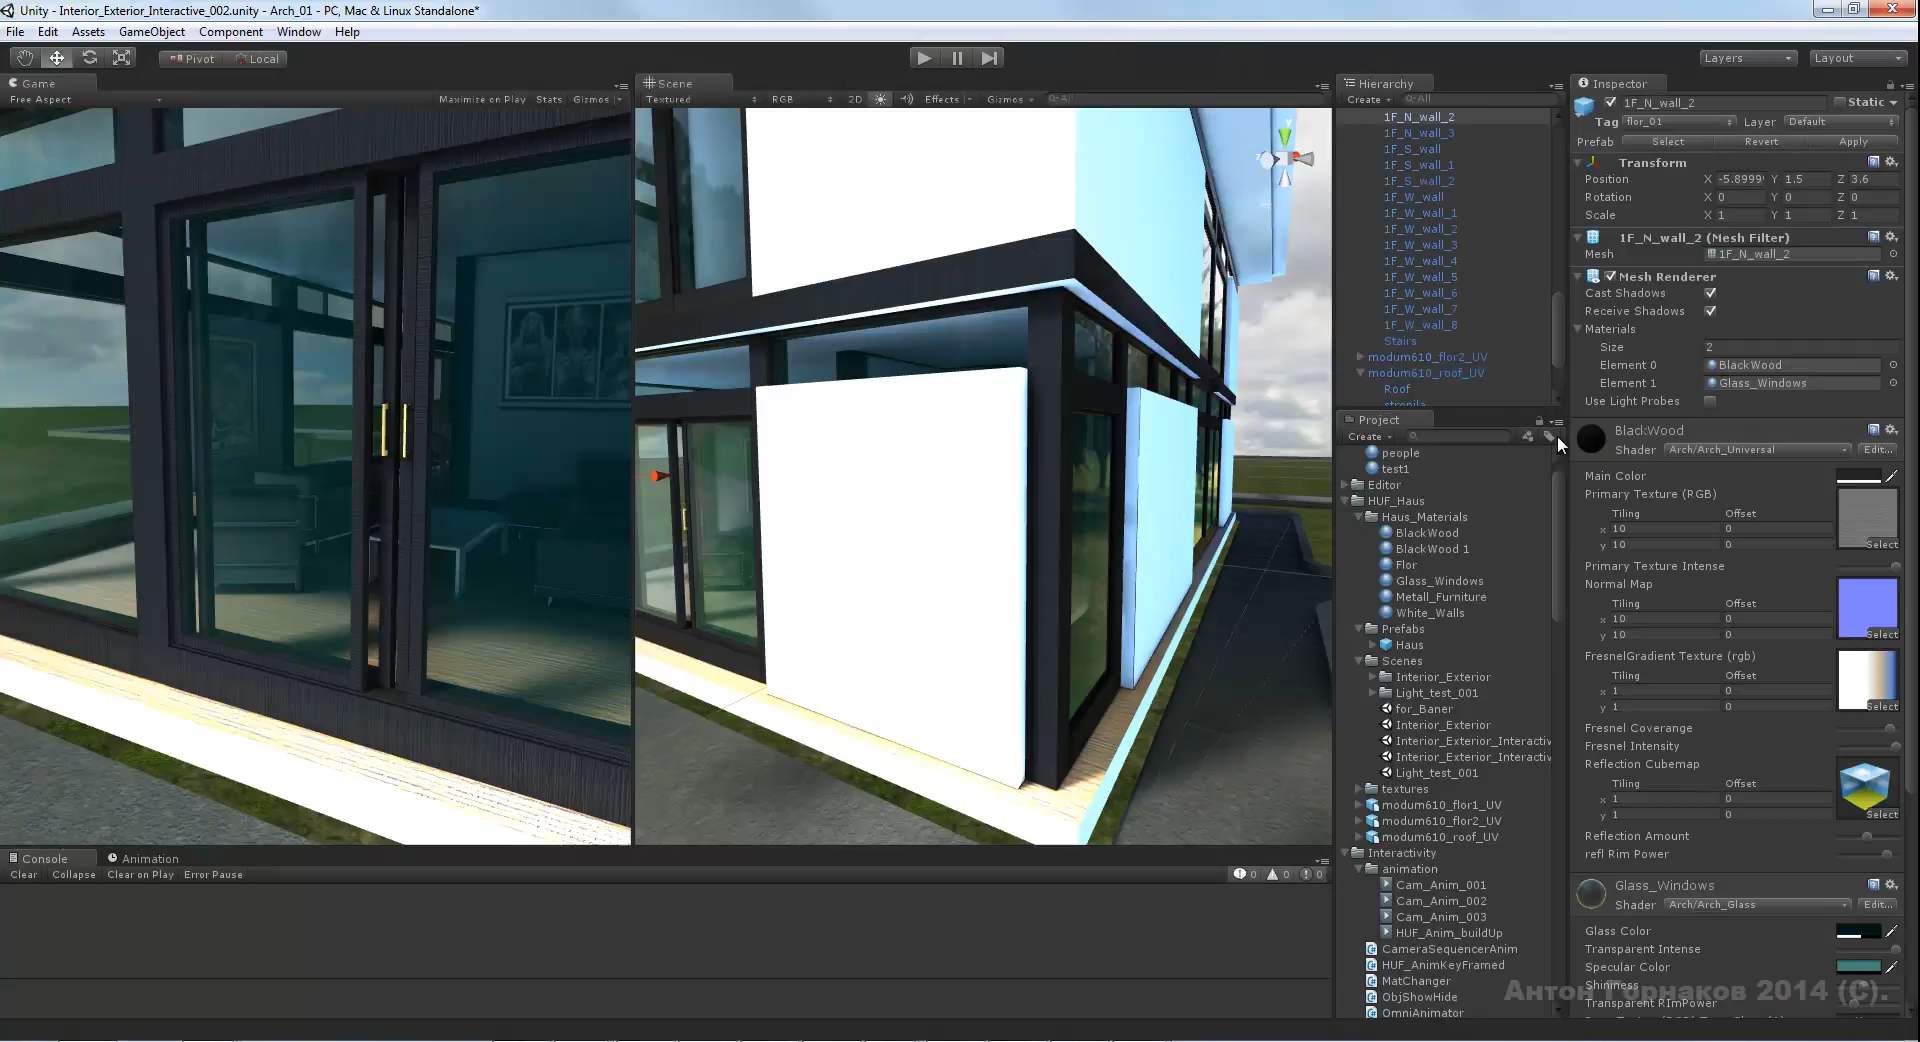 Unity - Interior_Exterior_Interactive_002.unity - Arch_01 - PC, Mac & Linux Standalone*
File Edit Assets GameObject Component Window Help
Pivot Local Layers Layout
Game
Free Aspect Maximize on Play Stats Gizmos
Scene
Textured RGB 2D Effects Gizmos All
Hierarchy
Create All
1F_N_wall_2
1F_N_wall_3
1F_S_wall
1F_S_wall_1
1F_S_wall_2
1F_W_wall
1F_W_wall_1
1F_W_wall_2
1F_W_wall_3
1F_W_wall_4
1F_W_wall_5
1F_W_wall_6
1F_W_wall_7
1F_W_wall_8
Stairs
modum610_flor2_UV
modum610_roof_UV
Roof
stropila
Project
Create
people
test1
Editor
HUF_Haus
Haus_Materials
BlackWood
BlackWood 1
Flor
Glass_Windows
Metall_Furniture
White_Walls
Prefabs
Haus
Scenes
Interior_Exterior
Light_test_001
for_Baner
Interior_Exterior
Interior_Exterior_Interactiv
Interior_Exterior_Interactiv
Light_test_001
textures
modum610_flor1_UV
modum610_flor2_UV
modum610_roof_UV
Interactivity
animation
Cam_Anim_001
Cam_Anim_002
Cam_Anim_003
HUF_Anim_buildUp
CameraSequencerAnim
HUF_AnimKeyFramed
MatChanger
ObjShowHide
OmniAnimator
Inspector
1F_N_wall_2 Static
Tag flor_01 Layer Default
Prefab Select Revert Apply
Transform
Position X -5.8999 Y 1.5 Z 3.6
Rotation X 0 Y 0 Z 0
Scale X 1 Y 1 Z 1
1F_N_wall_2 (Mesh Filter)
Mesh 1F_N_wall_2
Mesh Renderer
Cast Shadows
Receive Shadows
Materials
Size 2
Element 0 BlackWood
Element 1 Glass_Windows
Use Light Probes
BlackWood
Shader Arch/Arch_Universal Edit...
Main Color
Primary Texture (RGB)
Tiling Offset
x 10 0
y 10 0 Select
Primary Texture Intense
Normal Map
Tiling Offset
x 10 0
y 10 0 Select
FresnelGradient Texture (rgb)
Tiling Offset
x 1 0
y 1 0 Select
Fresnel Coverange
Fresnel Intensity
Reflection Cubemap
Tiling Offset
x 1 0
y 1 0 Select
Reflection Amount
refl Rim Power
Glass_Windows
Shader Arch/Arch_Glass Edit...
Glass Color
Transparent Intense
Specular Color
Shininess
Transparent RImPower
Антон Горнаков 2014 (C).
Console Animation
Clear Collapse Clear on Play Error Pause 0 0 0